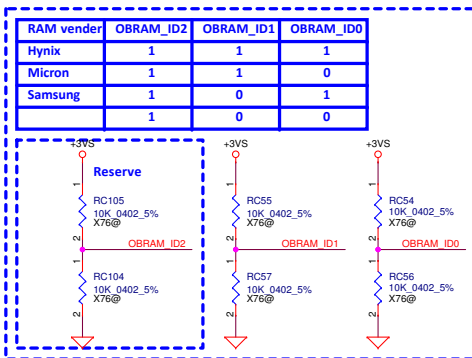 RAM vender OBRAM_ID2 OBRAM_ID1 OBRAM_ID0
Hynix 1 1 1
Micron 1 1 0
Samsung 1 0 1
1 0 0
+3VS +3VS +3VS
Reserve
1 1 1
RC105 RC55 RC54
10K_0402_5% 10K_0402_5% 10K_0402_5%
X76@ X76@ X76@
2 2 2
OBRAM_ID2 OBRAM_ID1 OBRAM_ID0
1 1 1
RC104 RC57 RC56
10K_0402_5% 10K_0402_5% 10K_0402_5%
X76@ X76@ X76@
2 2 2